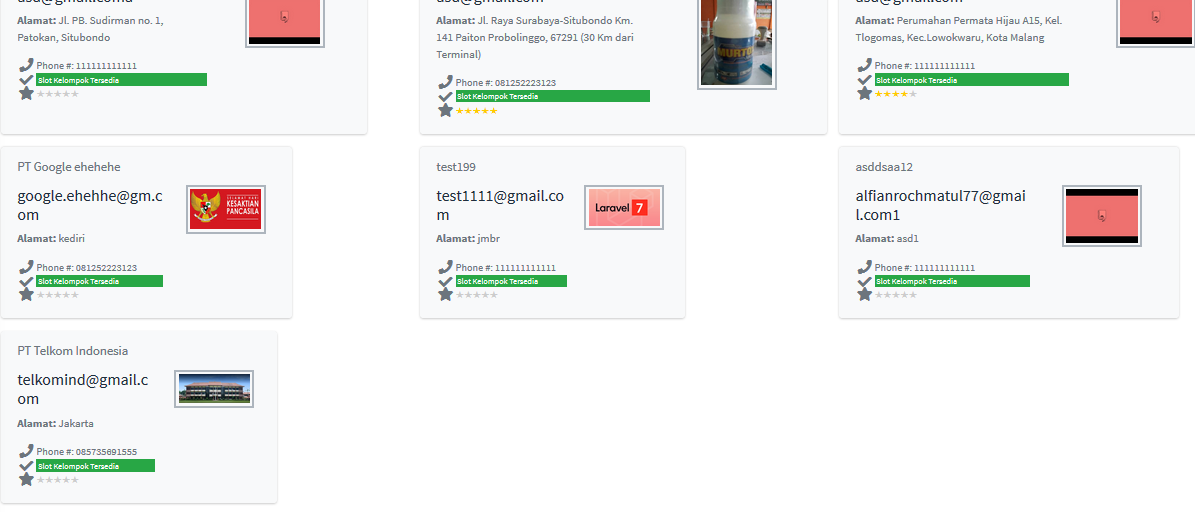 Alamat: Jl. PB. Sudirman no. 1,
Patokan, Situbondo
Phone #: 111111111111
Slot Kelompok Tersedia
Alamat: Jl. Raya Surabaya-Situbondo Km.
141 Paiton Probolinggo, 67291 (30 Km dari
Terminal)
Phone #: 081252223123
Slot Kelompok Tersedia
Alamat: Perumahan Permata Hijau A15, Kel.
Tlogomas, Kec.Lowokwaru, Kota Malang
Phone #: 111111111111
Slot Kelompok Tersedia
PT Google ehehehe
google.ehehhe@gm.c
om
KESAKTIAN
PANCASILA
Alamat: kediri
Phone #: 081252223123
Slot Kelompok Tersedia
test199
test1111@gmail.co
m
Laravel 7
Alamat: jmbr
Phone #: 111111111111
Slot Kelompok Tersedia
asddsaa12
alfianrochmatul77@gmai
l.com1
Alamat: asd1
Phone #: 111111111111
Slot Kelompok Tersedia
PT Telkom Indonesia
telkomind@gmail.c
om
Alamat: Jakarta
Phone #: 085735691555
Slot Kelompok Tersedia